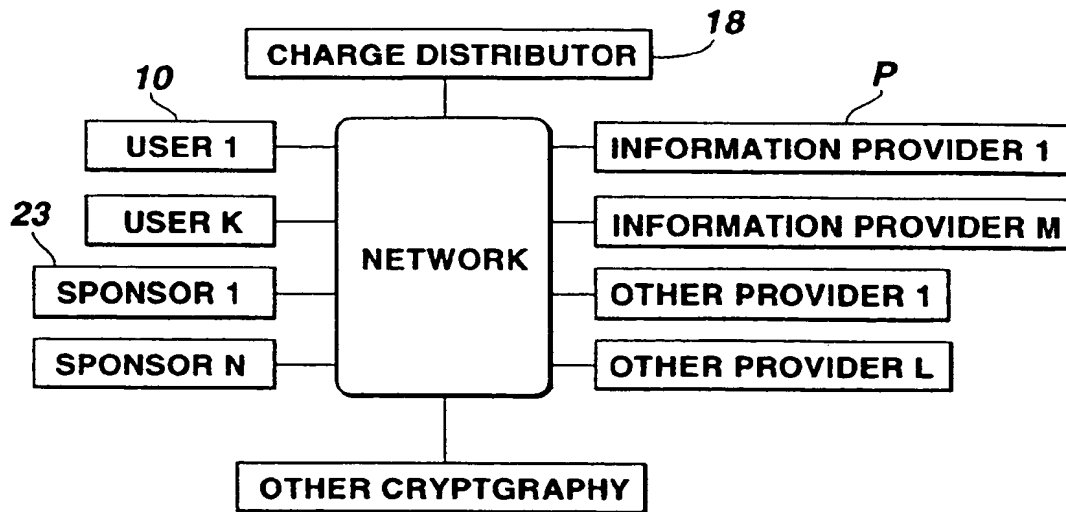 18
CHARGE DISTRIBUTOR
10
P
USER 1
INFORMATION PROVIDER 1
23
USER K
INFORMATION PROVIDER M
NETWORK
SPONSOR 1
OTHER PROVIDER 1
SPONSOR N
OTHER PROVIDER L
OTHER CRYPTGRAPHY